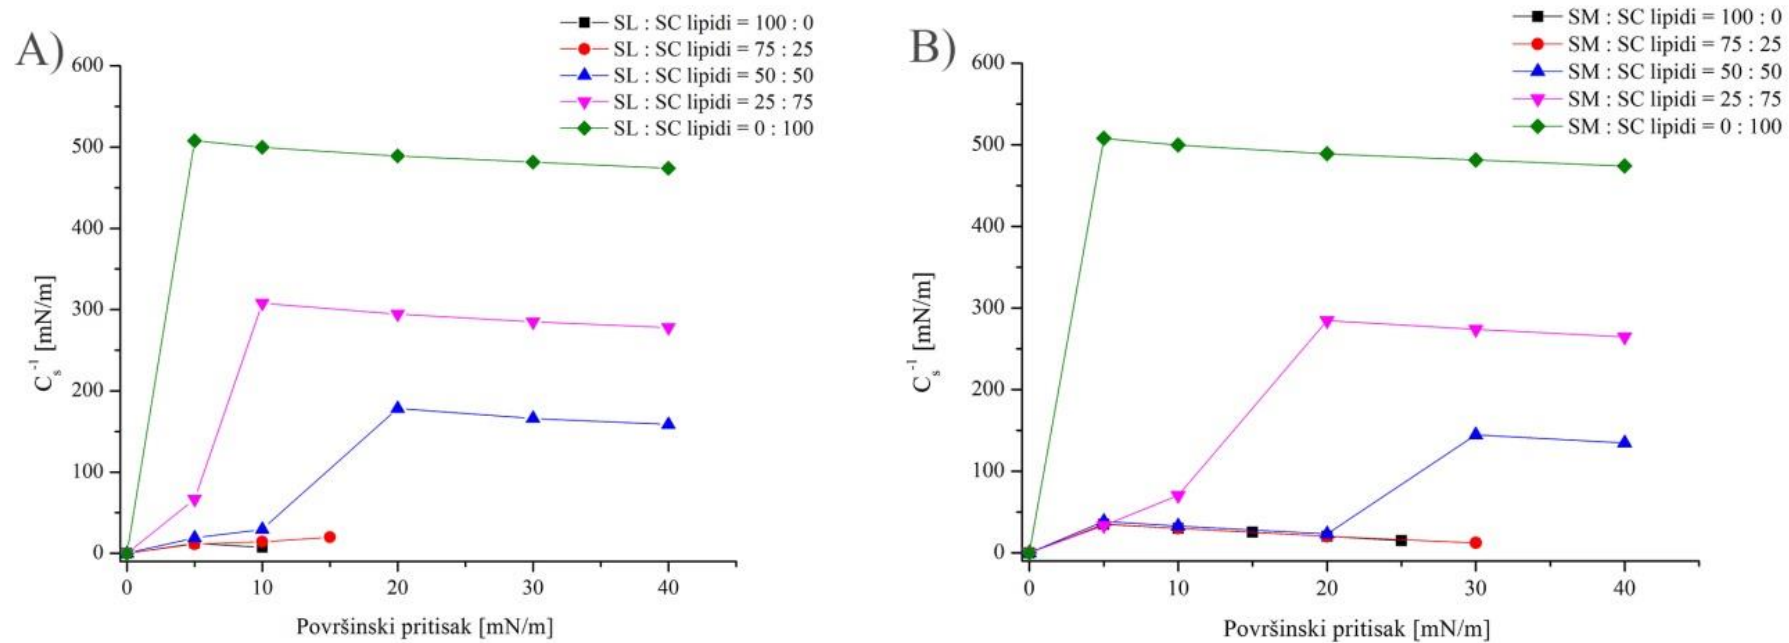 A)
SL : SC lipidi = 100 : 0
SL : SC lipidi = 75 : 25
SL : SC lipidi = 50 : 50
SL : SC lipidi = 25 : 75
SL : SC lipidi = 0 : 100
600
500
400
300
200
100
0
Cs-1 [mN/m]
0 10 20 30 40
Površinski pritisak [mN/m]
B)
SM : SC lipidi = 100 : 0
SM : SC lipidi = 75 : 25
SM : SC lipidi = 50 : 50
SM : SC lipidi = 25 : 75
SM : SC lipidi = 0 : 100
600
500
400
300
200
100
0
Cs-1 [mN/m]
0 10 20 30 40
Površinski pritisak [mN/m]